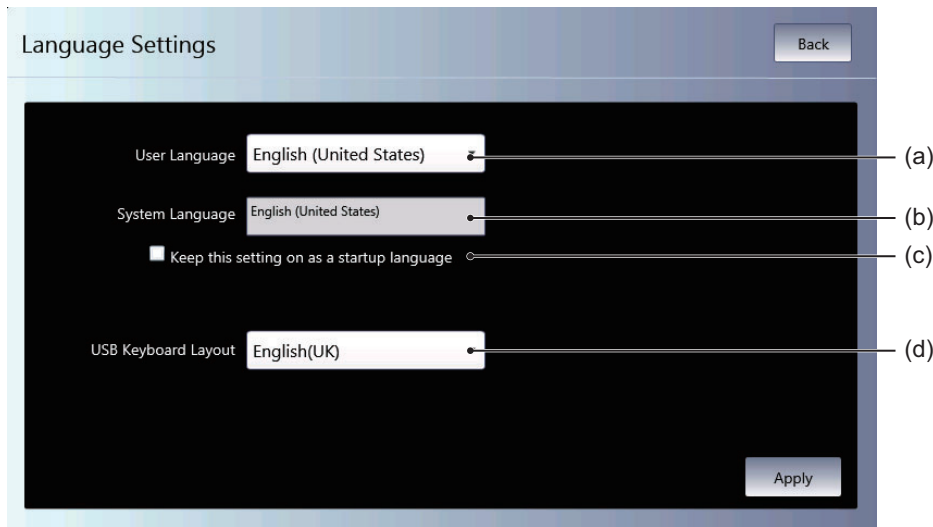 Language Settings
Back
User Language English (United States) (a)
System Language English (United States) (b)
Keep this setting on as a startup language (c)
USB Keyboard Layout English(UK) (d)
Apply